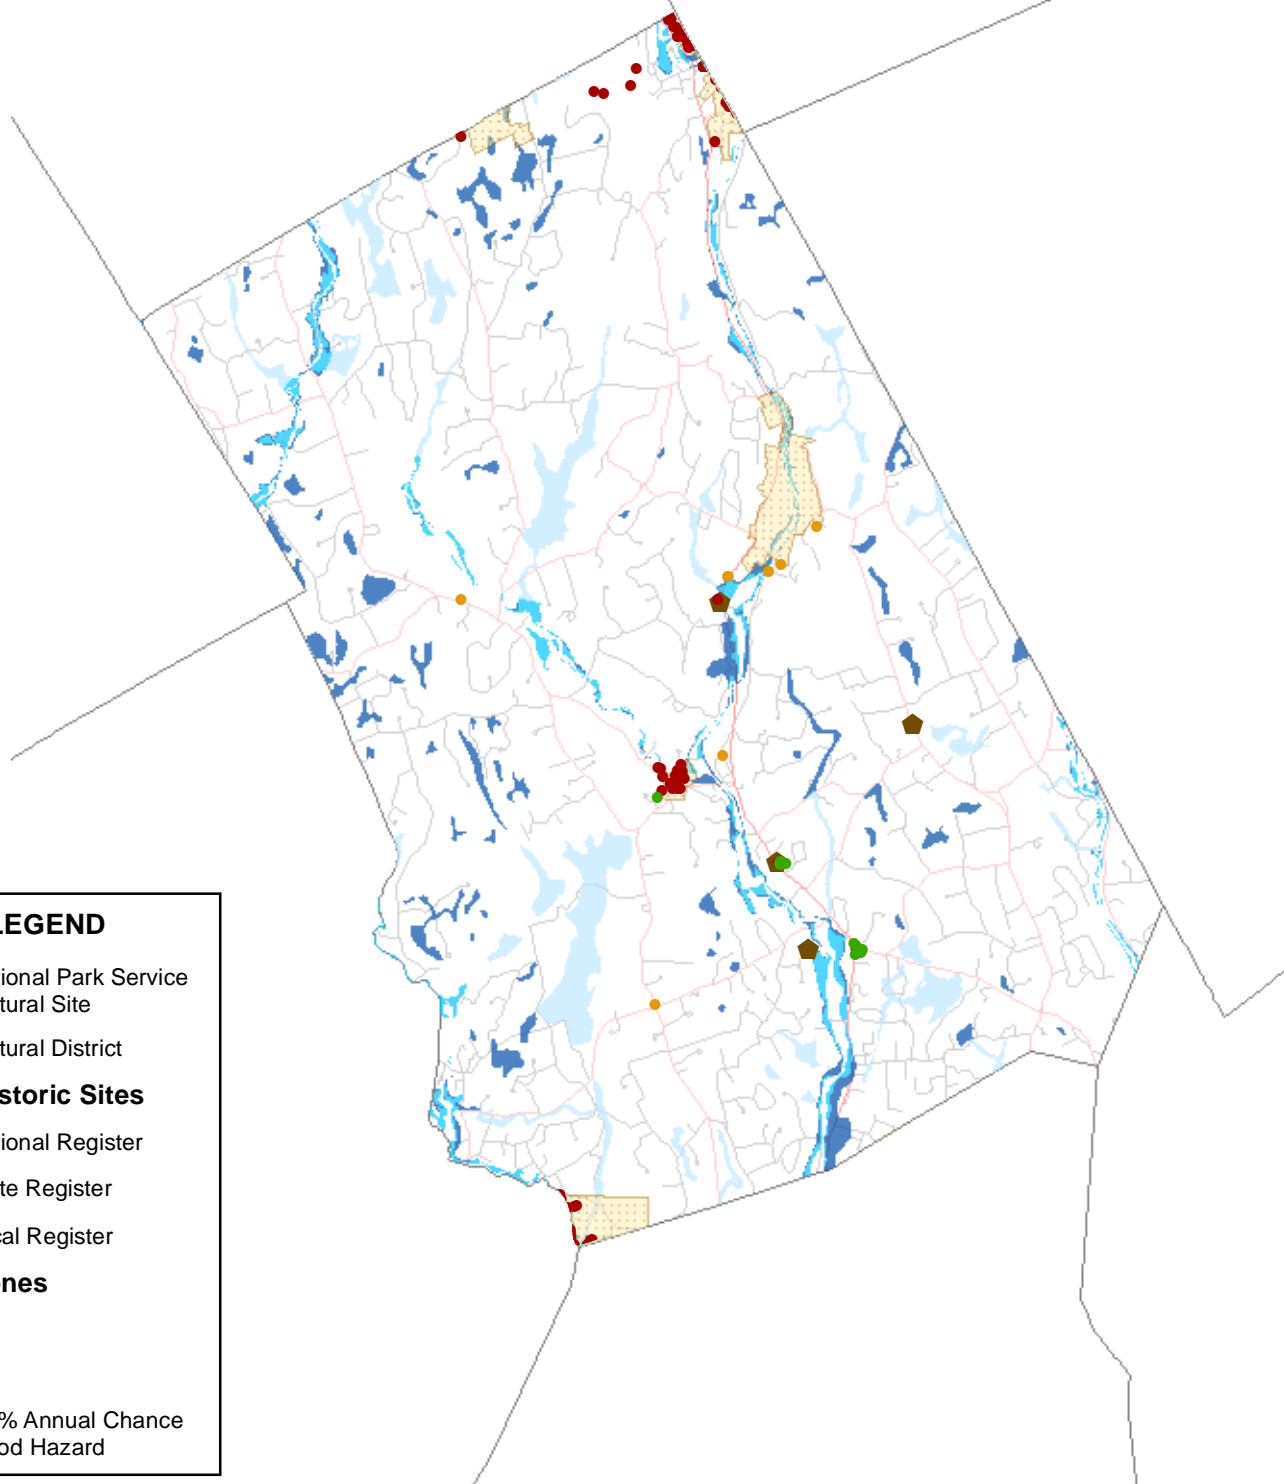 LEGEND
ional Park Service
tural Site
tural District
storic Sites
ional Register
te Register
al Register
nes
% Annual Chance
od Hazard